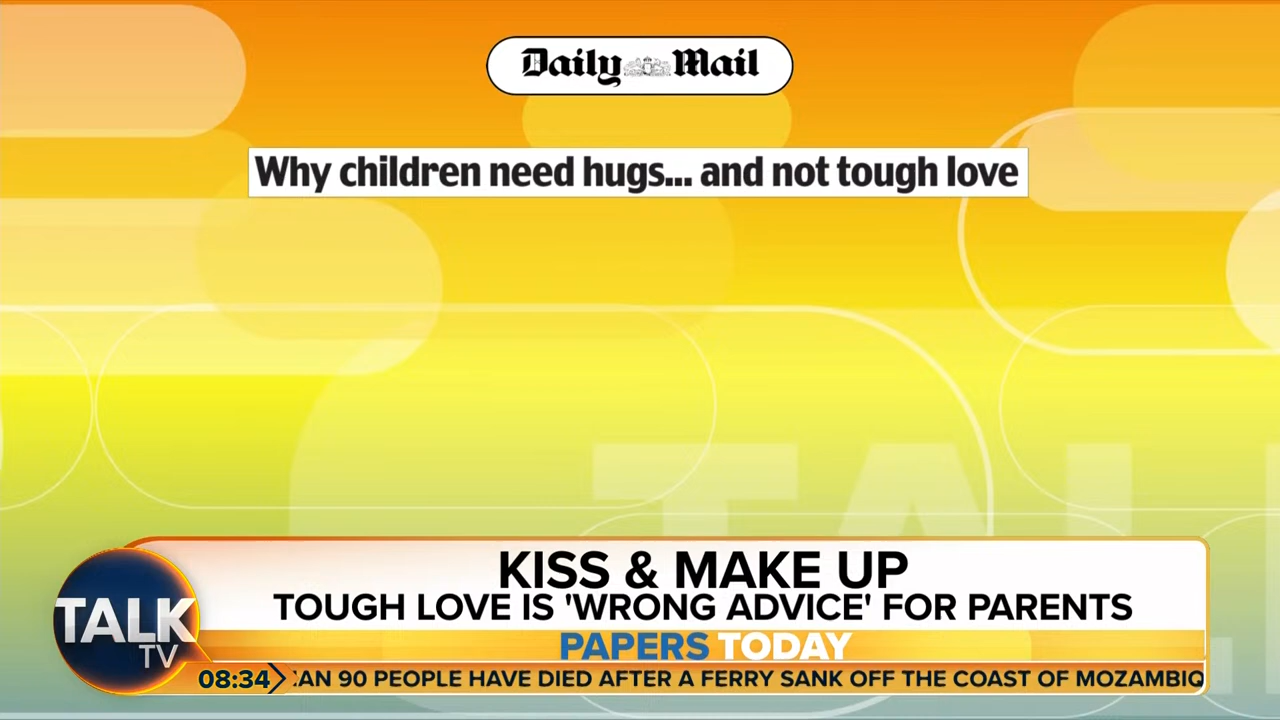 Daily Mail
Why children need hugs... and not tough love
TALK
KISS & MAKE UP
TOUGH LOVE IS 'WRONG ADVICE' FOR PARENTS
PAPERS TODAY
TALK
TV
08:34
AN 90 PEOPLE HAVE DIED AFTER A FERRY SANK OFF THE COAST OF MOZAMBIQ